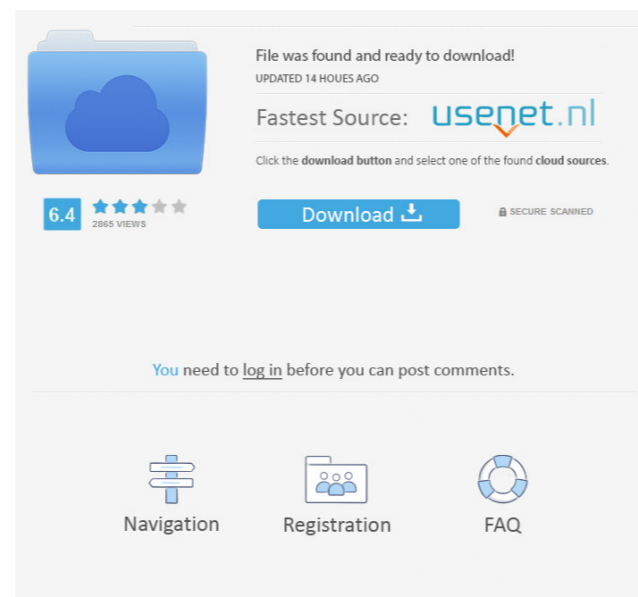 File was found and ready to download!
UPDATED 14 HOUES AGO
Fastest Source: usenet.nl
Click the download button and select one of the found cloud sources.
6.4
2865 VIEWS
Download
SECURE SCANNED
You need to log in before you can post comments.
Navigation
Registration
FAQ